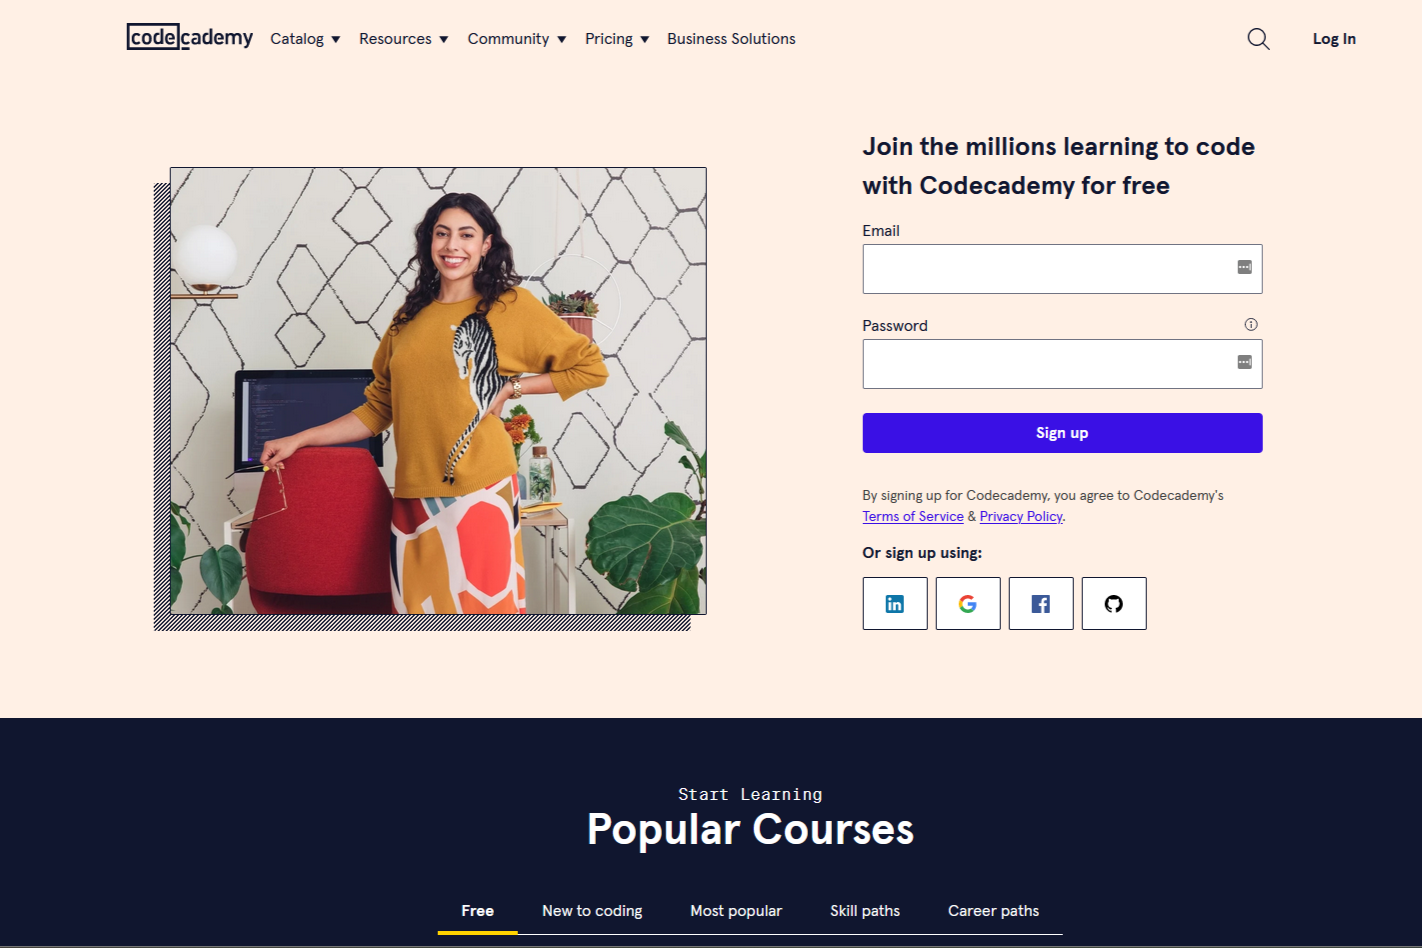 codecademy
Catalog
Resources
Community
Pricing
Business Solutions
Log In
Join the millions learning to code
with Codecademy for free
Email
Password
Sign up
By signing up for Codecademy, you agree to Codecademy's
Terms of Service & Privacy Policy.
Or sign up using:
Start Learning
Popular Courses
Free
New to coding
Most popular
Skill paths
Career paths